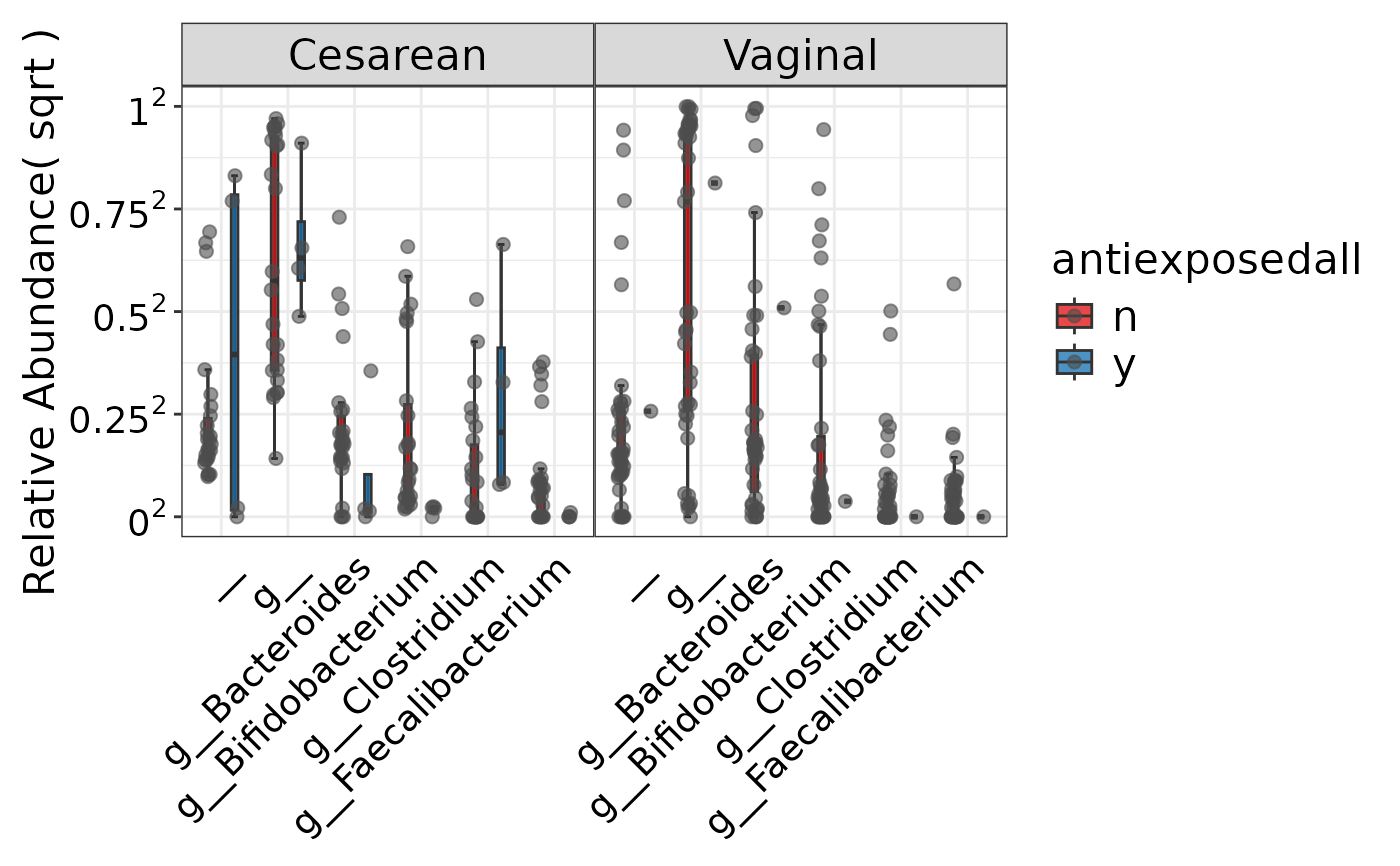 Cesarean
Vaginal
Relative Abundance( sqrt )
1²
0.75²
0.5²
0.25²
0²
__
g__
g__Bacteroides
g__Bifidobacterium
g__Clostridium
g__Faecalibacterium
__
g__
g__Bacteroides
g__Bifidobacterium
g__Clostridium
g__Faecalibacterium
antiexposedall
n
y